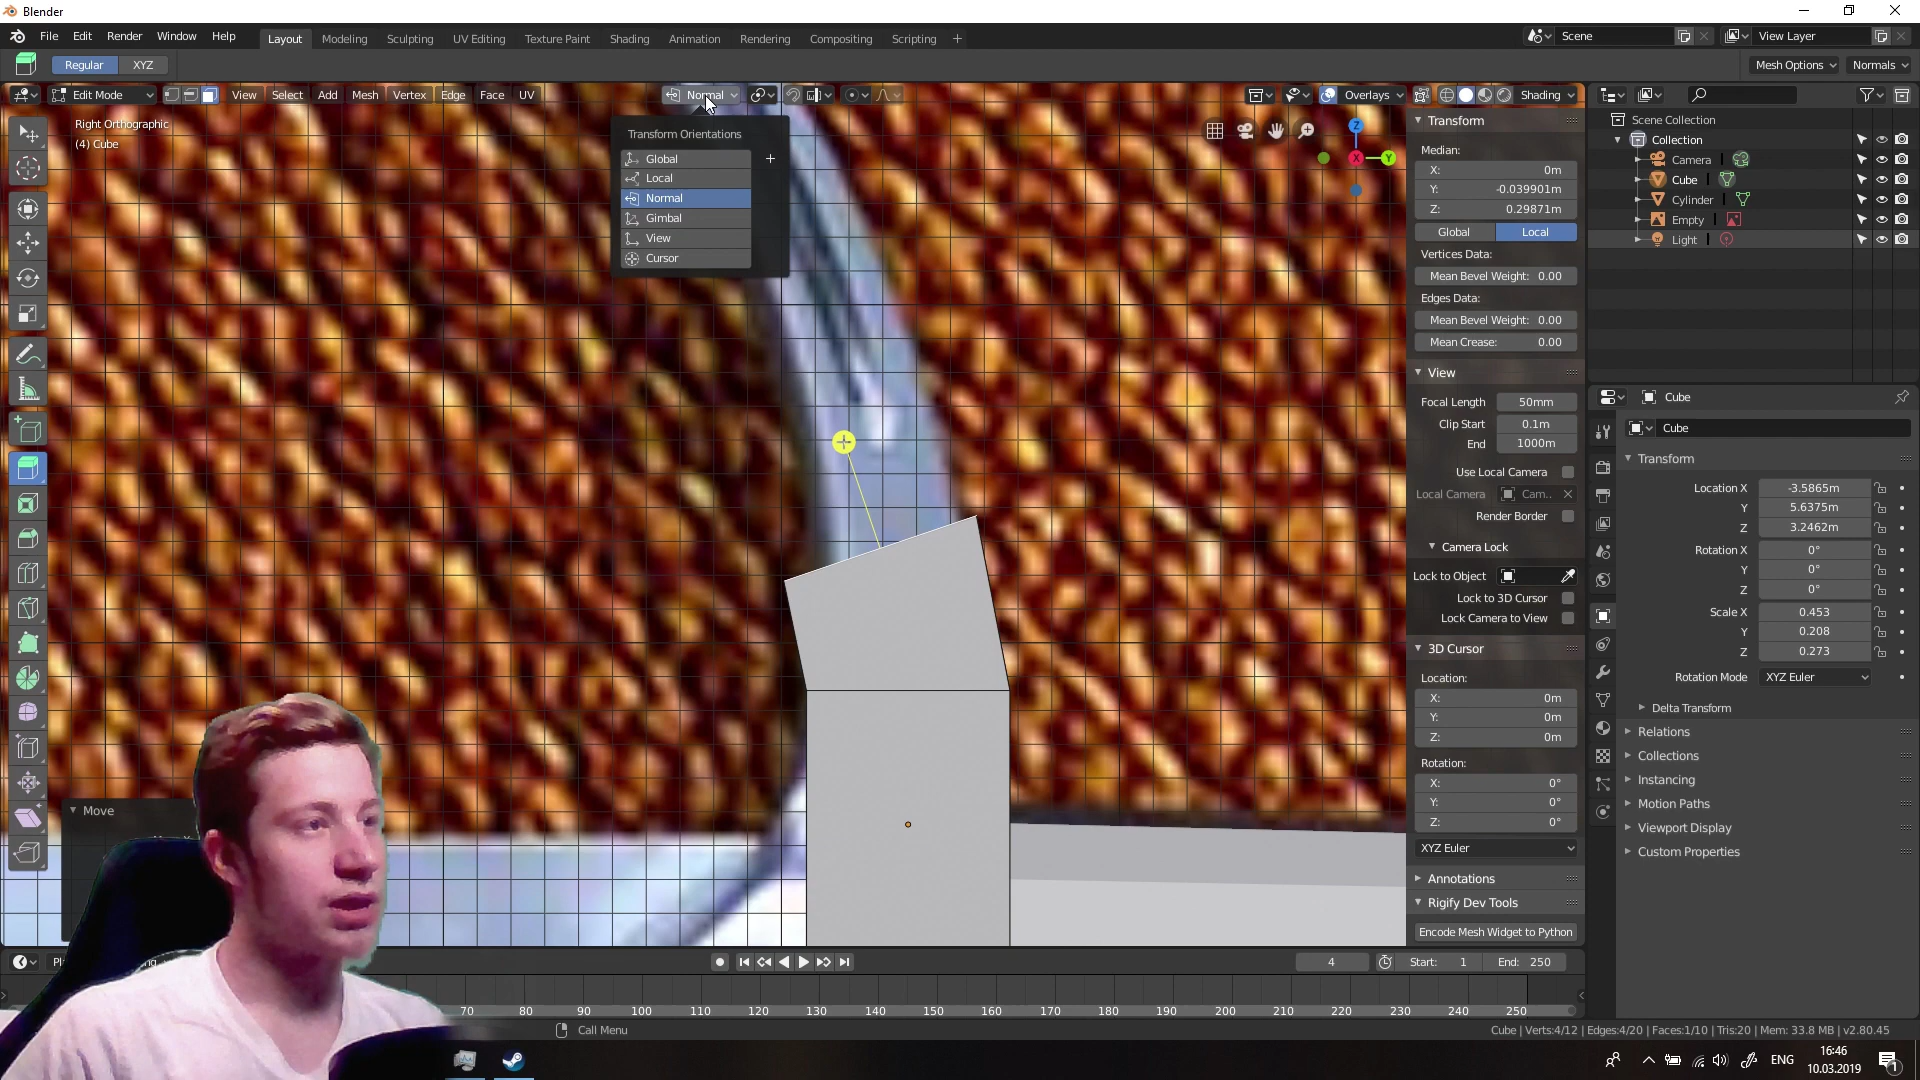 Blender
File Edit Render Window Help Layout Modeling Sculpting UV Editing Texture Paint Shading Animation Rendering Compositing Scripting + Scene View Layer
Regular XYZ Mesh Options Normals
Edit Mode View Select Add Mesh Vertex Edge Face UV Normal Overlays Shading
Right Orthographic
(4) Cube
Transform Orientations
Global +
Local
Normal
Gimbal
View
Cursor
Z
X
Y
Move
Transform
Median:
X: 0m
Y: -0.039901m
Z: 0.29871m
Global Local
Vertices Data:
Mean Bevel Weight: 0.00
Edges Data:
Mean Bevel Weight: 0.00
Mean Crease: 0.00
View
Focal Length 50mm
Clip Start 0.1m
End 1000m
Use Local Camera
Local Camera Cam..
Render Border
Camera Lock
Lock to Object
Lock to 3D Cursor
Lock Camera to View
3D Cursor
Location:
X: 0m
Y: 0m
Z: 0m
Rotation:
X: 0°
Y: 0°
Z: 0°
XYZ Euler
Annotations
Rigify Dev Tools
Encode Mesh Widget to Python
Scene Collection
Collection
Camera
Cube
Cylinder
Empty
Light
Cube
Cube
Transform
Location X -3.5865m
Y 5.6375m
Z 3.2462m
Rotation X 0°
Y 0°
Z 0°
Scale X 0.453
Y 0.208
Z 0.273
Rotation Mode XYZ Euler
Delta Transform
Relations
Collections
Instancing
Motion Paths
Viewport Display
Custom Properties
4 Start: 1 End: 250
70 80 90 100 110 120 130 140 150 160 170 180 190 200 210 220 230 240 250
Call Menu
Cube | Verts:4/12 | Edges:4/20 | Faces:1/10 | Tris:20 | Mem: 33.8 MB | v2.80.45
ENG
16:46
10.03.2019
1